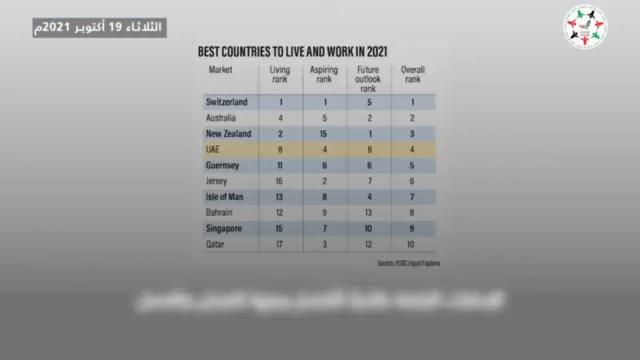 الثلاثاء 19 أكتوبر 2021م
BEST COUNTRIES TO LIVE AND WORK IN 2021
Market Living rank Aspiring rank Future outlook rank Overall rank
Switzerland 1 1 5 1
Australia 4 5 2 2
New Zealand 2 15 1 3
UAE 8 4 8 4
Guernsey 11 6 6 5
Jersey 16 2 7 6
Isle of Man 13 8 4 7
Bahrain 12 9 13 8
Singapore 15 7 10 9
Qatar 17 3 12 10
Source: HSBC Expat Explorer